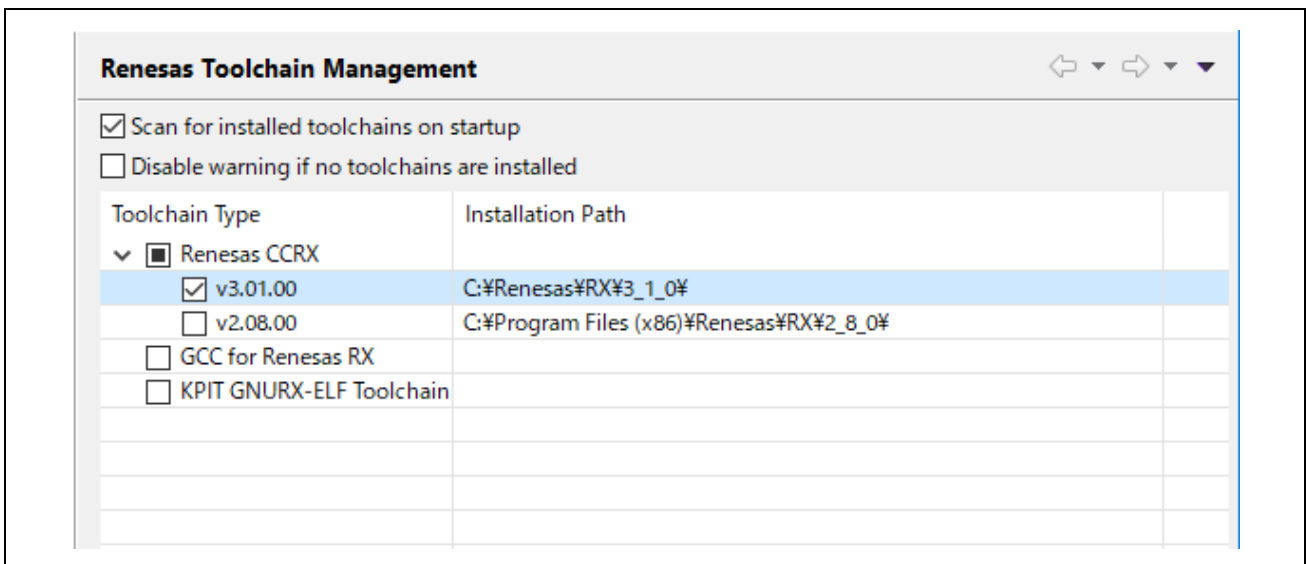 Renesas Toolchain Management
Scan for installed toolchains on startup
Disable warning if no toolchains are installed
Toolchain Type Installation Path
Renesas CCRX
v3.01.00 C:¥Renesas¥RX¥3_1_0¥
v2.08.00 C:¥Program Files (x86)¥Renesas¥RX¥2_8_0¥
GCC for Renesas RX
KPIT GNURX-ELF Toolchain